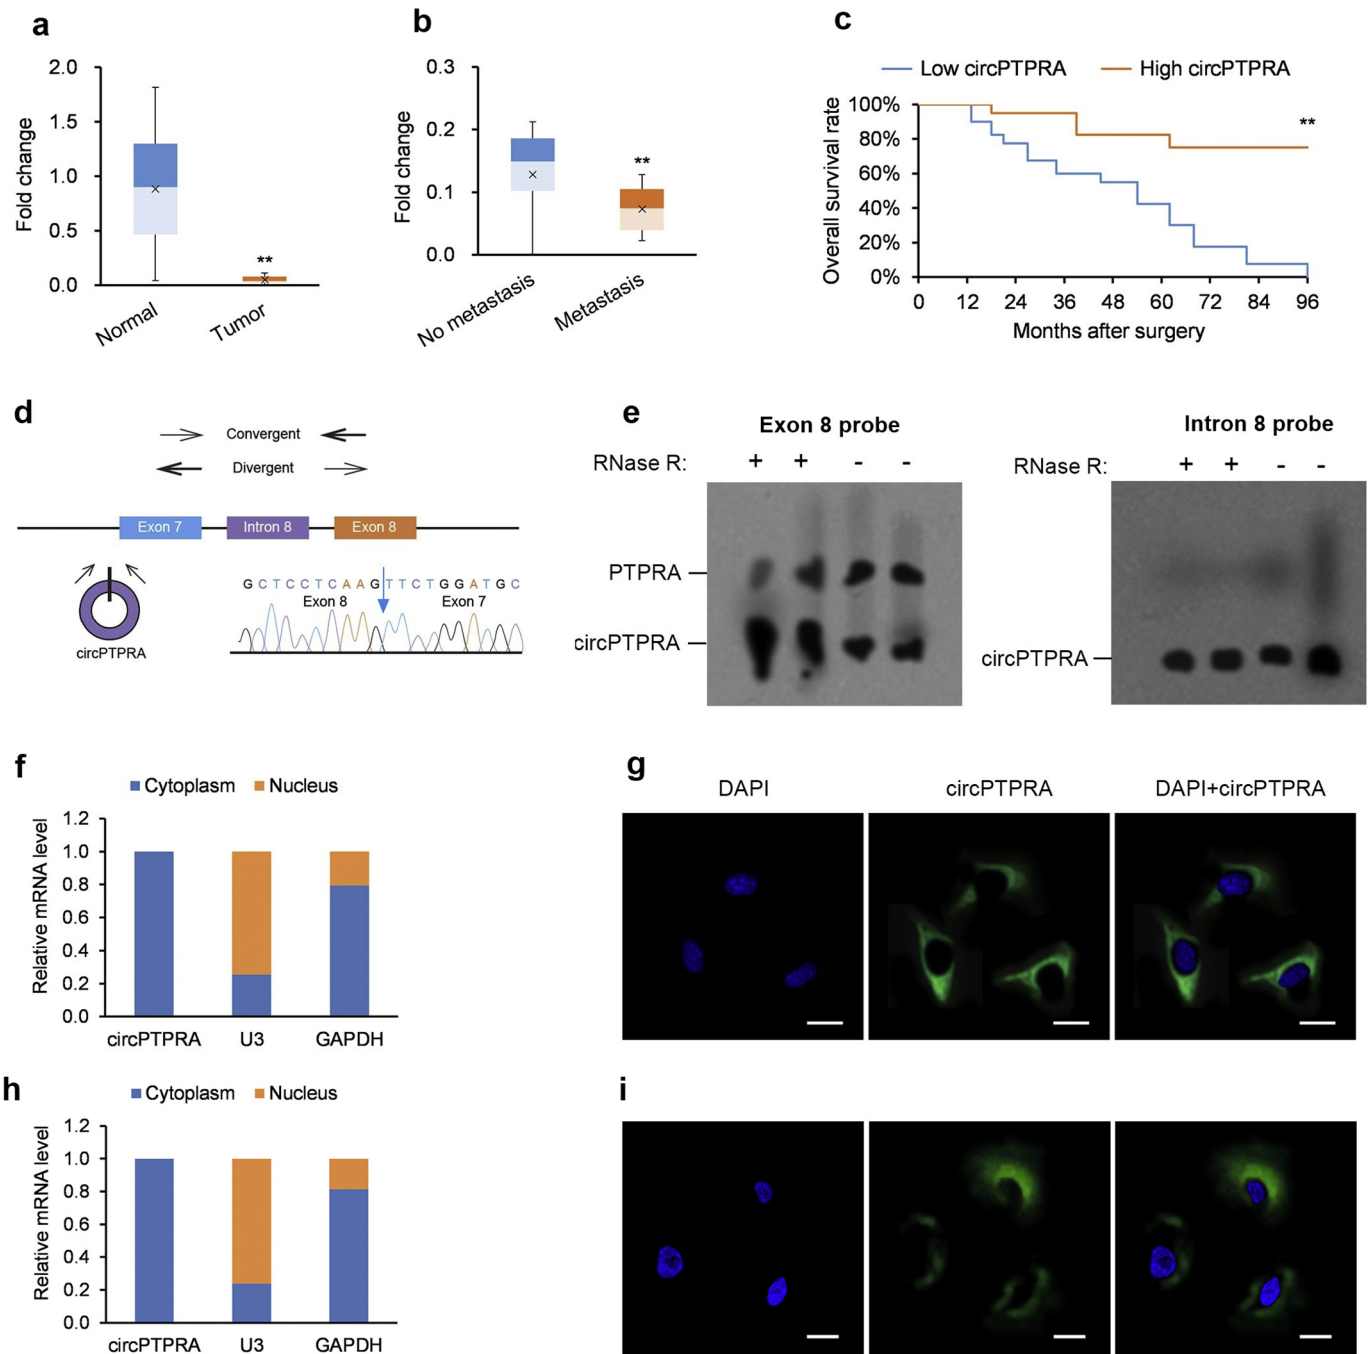 a
2.0
1.5
1.0
0.5
0.0
Fold change
**
Normal
Tumor
b
0.3
0.2
0.1
0.0
Fold change
**
No metastasis
Metastasis
c
Low circPTPRA
High circPTPRA
100%
80%
60%
40%
20%
0%
Overall survival rate
**
0 12 24 36 48 60 72 84 96
Months after surgery
d
Convergent
Divergent
Exon 7
Intron 8
Exon 8
circPTPRA
GCTCCTCAAGTTCTGGATGC
Exon 8
Exon 7
e
Exon 8 probe
RNase R: + + - -
PTPRA
circPTPRA
Intron 8 probe
RNase R: + + - -
circPTPRA
f
Cytoplasm
Nucleus
1.2
1.0
0.8
0.6
0.4
0.2
0.0
Relative mRNA level
circPTPRA U3 GAPDH
g
DAPI
circPTPRA
DAPI+circPTPRA
h
Cytoplasm
Nucleus
1.2
1.0
0.8
0.6
0.4
0.2
0.0
Relative mRNA level
circPTPRA U3 GAPDH
i